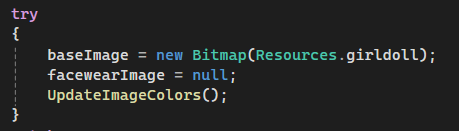 try
{
baseImage = new Bitmap(Resources.girldoll);
facewearImage = null;
UpdateImageColors();
}